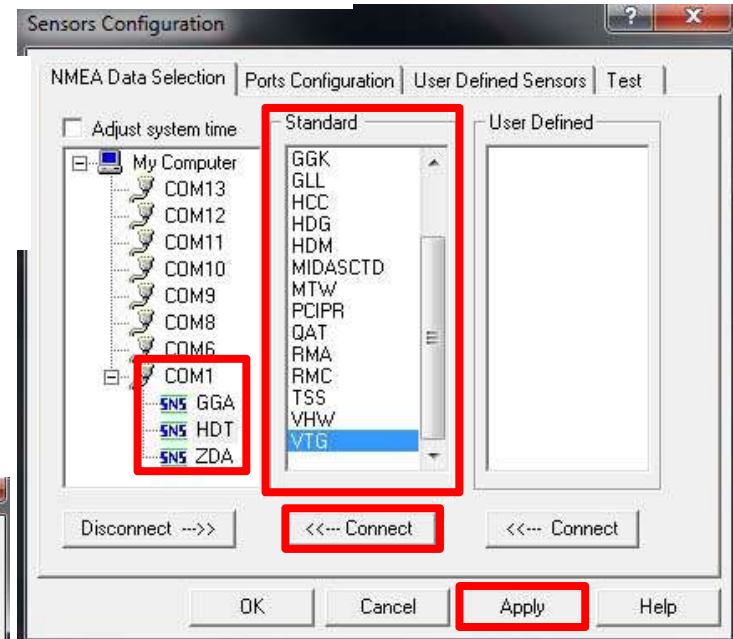 Sensors Configuration
?
X
NMEA Data Selection
Ports Configuration
User Defined Sensors
Test
Adjust system time
My Computer
COM13
COM12
COM11
COM10
COM9
COM8
COM6
COM1
SNS GGA
SNS HDT
SNS ZDA
Standard
GGK
GLL
HCC
HDG
HDM
MIDASCTD
MTW
PCIPR
QAT
RMA
RMC
TSS
VHW
VTG
User Defined
Disconnect --->>
<<--- Connect
<<--- Connect
OK
Cancel
Apply
Help